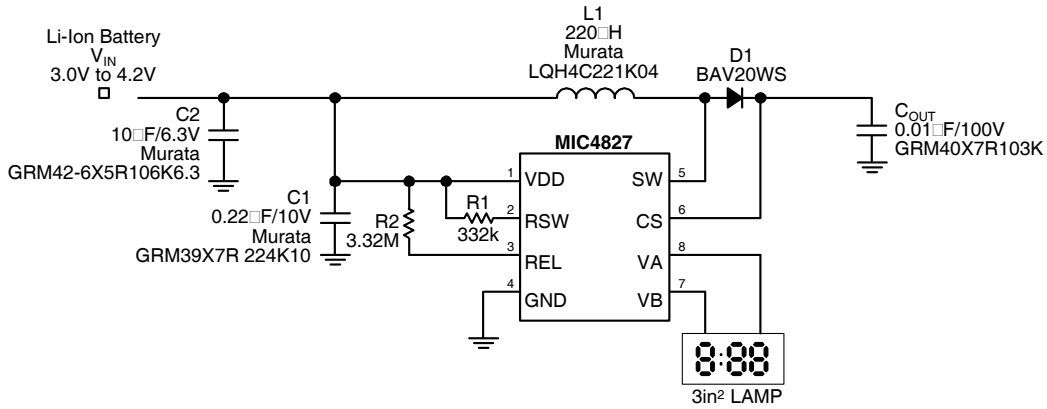 Li-Ion Battery
VIN
3.0V to 4.2V
C2
10□F/6.3V
Murata
GRM42-6X5R106K6.3
C1
0.22□F/10V
Murata
GRM39X7R 224K10
R2
3.32M
R1
332k
L1
220□H
Murata
LQH4C221K04
D1
BAV20WS
COUT
0.01□F/100V
GRM40X7R103K
MIC4827
1 VDD SW 5
2 RSW CS 6
3 REL VA 8
4 GND VB 7
8:88
3in² LAMP